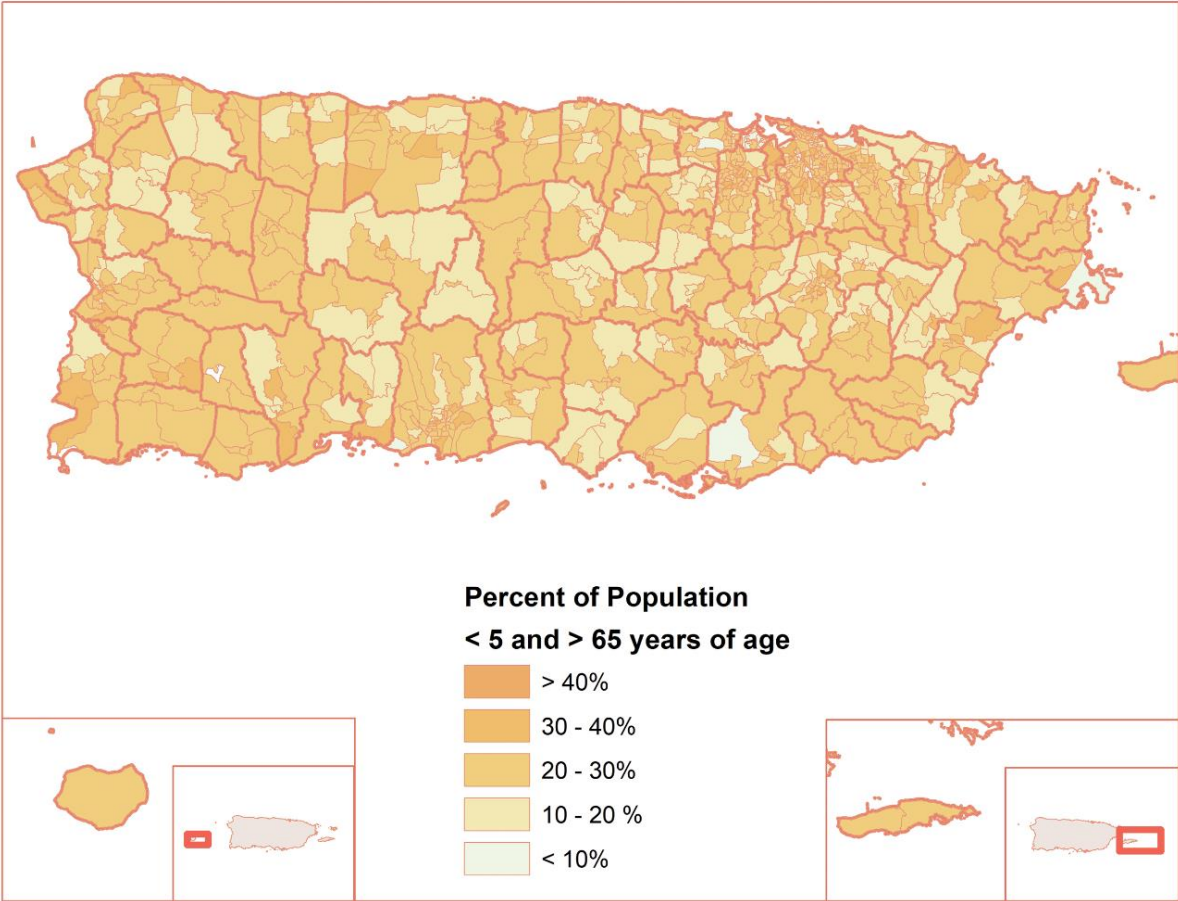 Percent of Population
< 5 and > 65 years of age
> 40%
30 - 40%
20 - 30%
10 - 20 %
< 10%